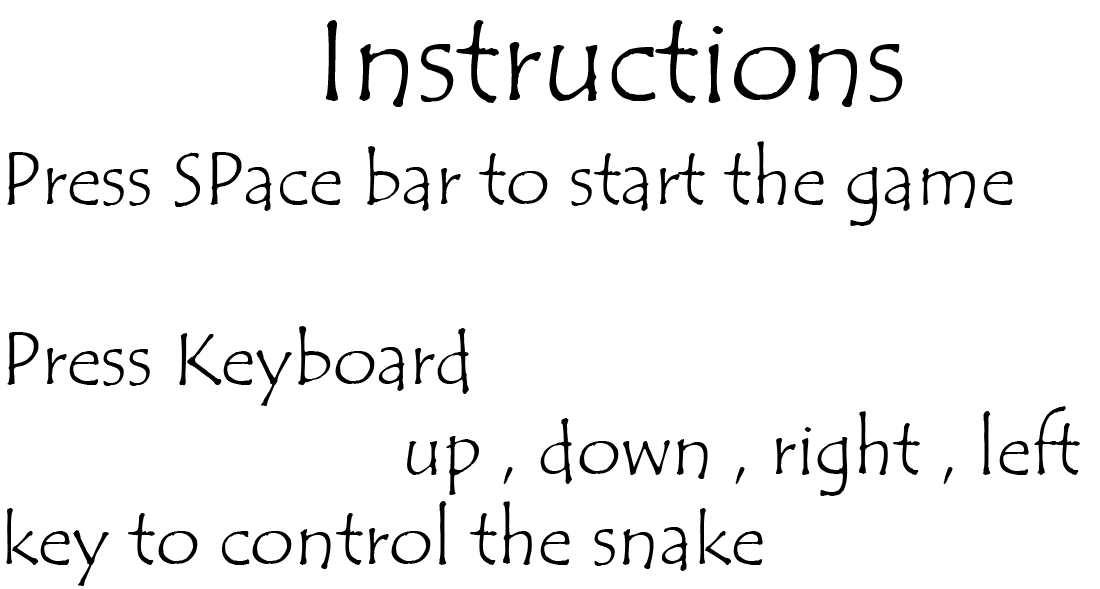 Instructions
Press SPace bar to start the game
Press Keyboard
up , down , right , left
key to control the snake